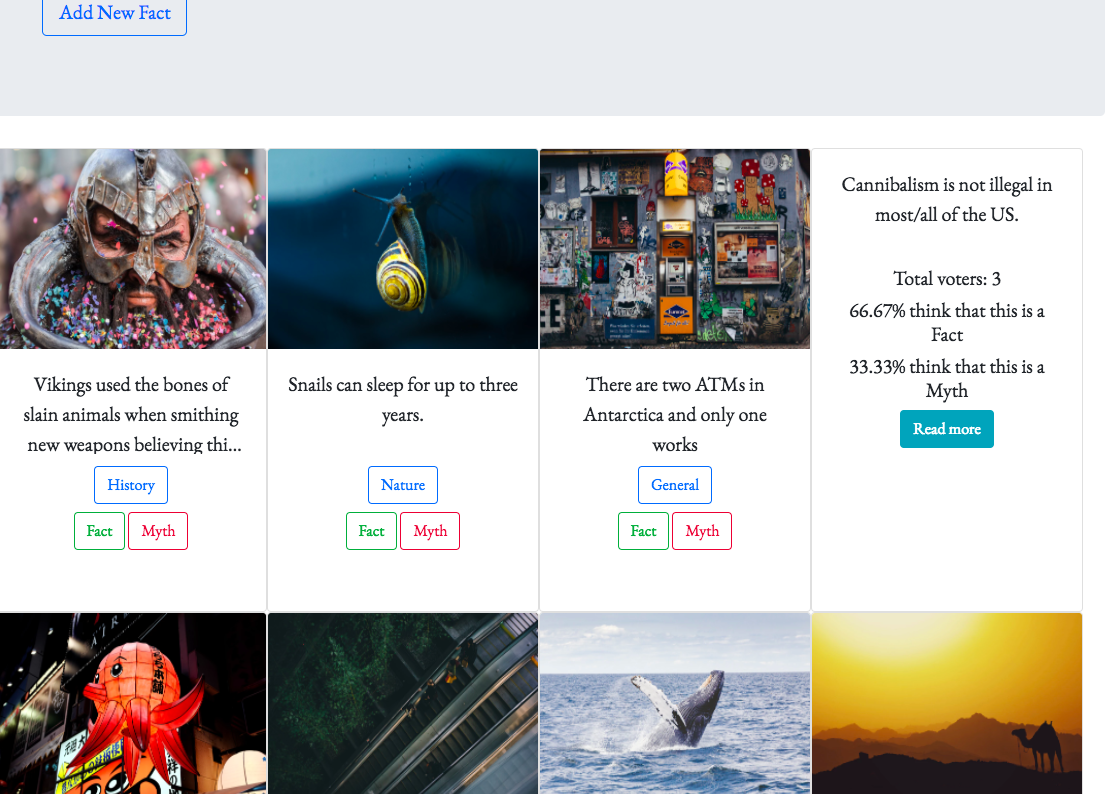 Add New Fact
Vikings used the bones of
slain animals when smithing
new weapons believing thi...
History
Fact
Myth
Snails can sleep for up to three
years.
Nature
Fact
Myth
There are two ATMs in
Antarctica and only one
works
General
Fact
Myth
Cannibalism is not illegal in
most/all of the US.
Total voters: 3
66.67% think that this is a
Fact
33.33% think that this is a
Myth
Read more